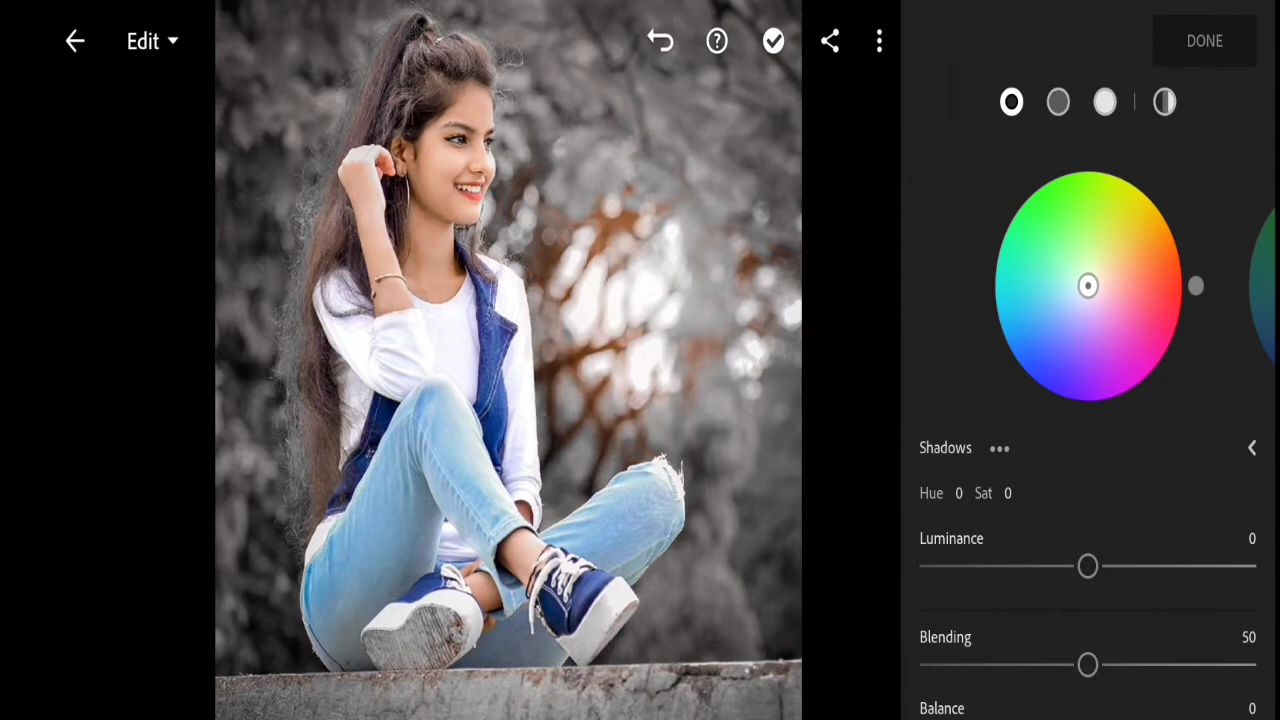 Edit
DONE
Shadows
Hue 0 Sat 0
Luminance 0
Blending 50
Balance 0